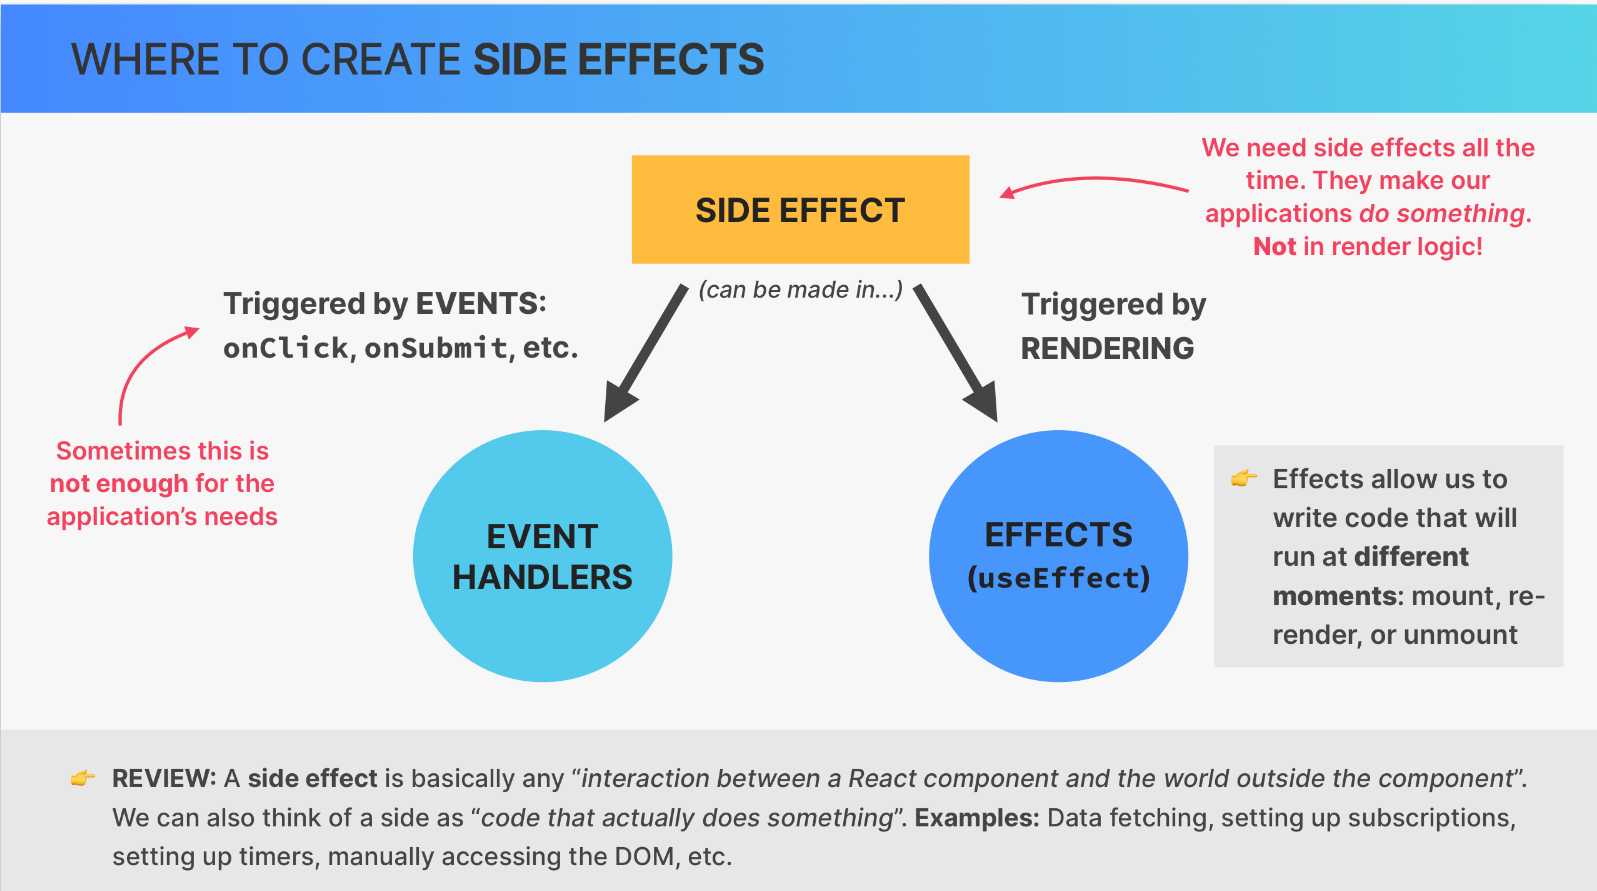 WHERE TO CREATE SIDE EFFECTS
We need side effects all the
time. They make our
applications do something.
Not in render logic!
SIDE EFFECT
(can be made in...)
Triggered by EVENTS:
onClick, onSubmit, etc.
Triggered by
RENDERING
Sometimes this is
not enough for the
application’s needs
EVENT
HANDLERS
EFFECTS
(useEffect)
👉 Effects allow us to
write code that will
run at different
moments: mount, re-
render, or unmount
👉 REVIEW: A side effect is basically any “interaction between a React component and the world outside the component”.
We can also think of a side as “code that actually does something”. Examples: Data fetching, setting up subscriptions,
setting up timers, manually accessing the DOM, etc.